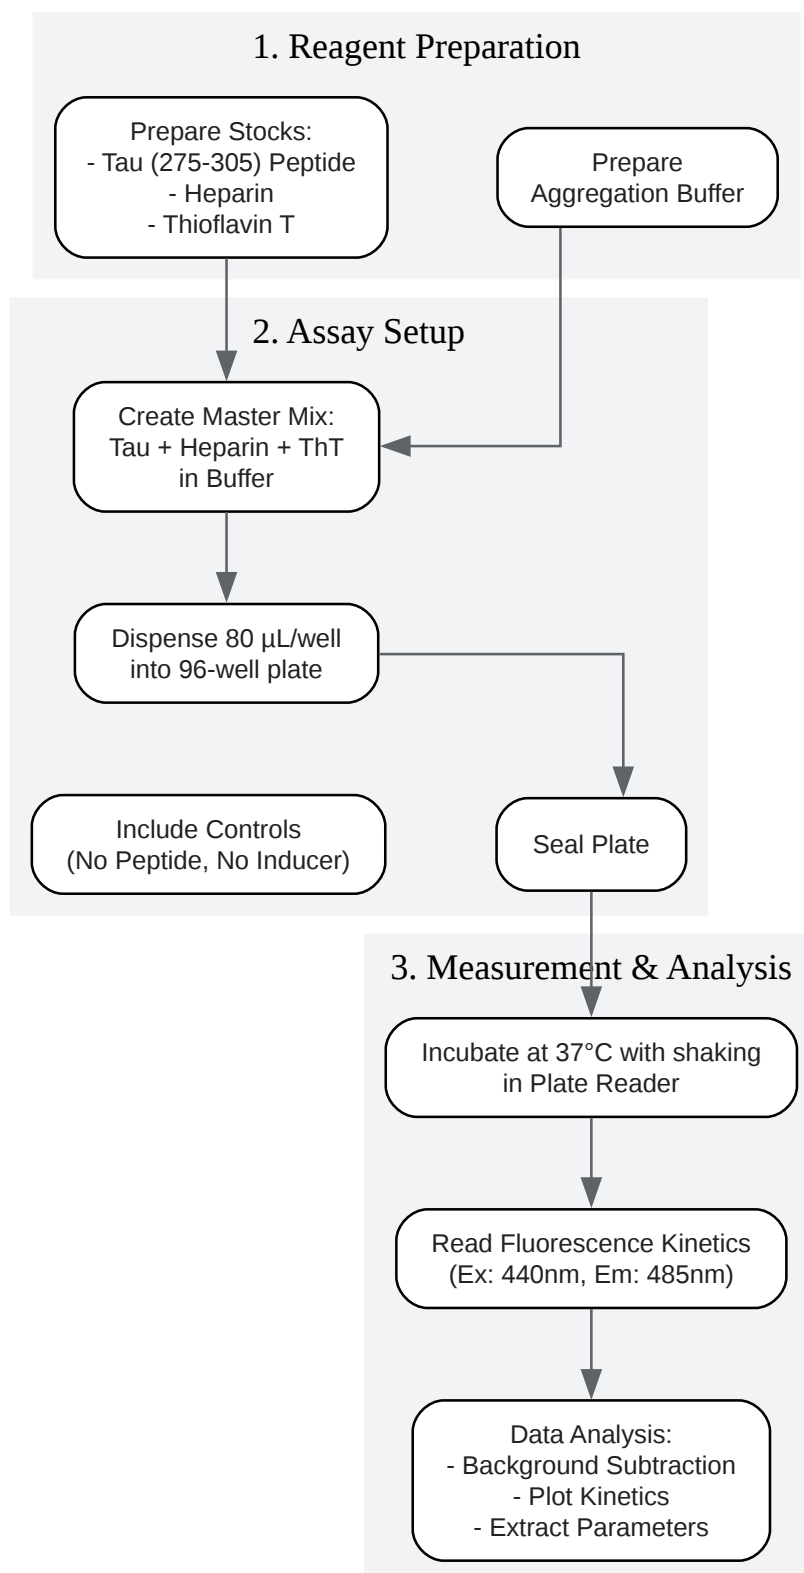 1. Reagent Preparation
Prepare Stocks:
- Tau (275-305) Peptide
- Heparin
- Thioflavin T
Prepare
Aggregation Buffer
2. Assay Setup
Create Master Mix:
Tau + Heparin + ThT
in Buffer
Dispense 80 µL/well
into 96-well plate
Include Controls
(No Peptide, No Inducer)
Seal Plate
3. Measurement & Analysis
Incubate at 37°C with shaking
in Plate Reader
Read Fluorescence Kinetics
(Ex: 440nm, Em: 485nm)
Data Analysis:
- Background Subtraction
- Plot Kinetics
- Extract Parameters